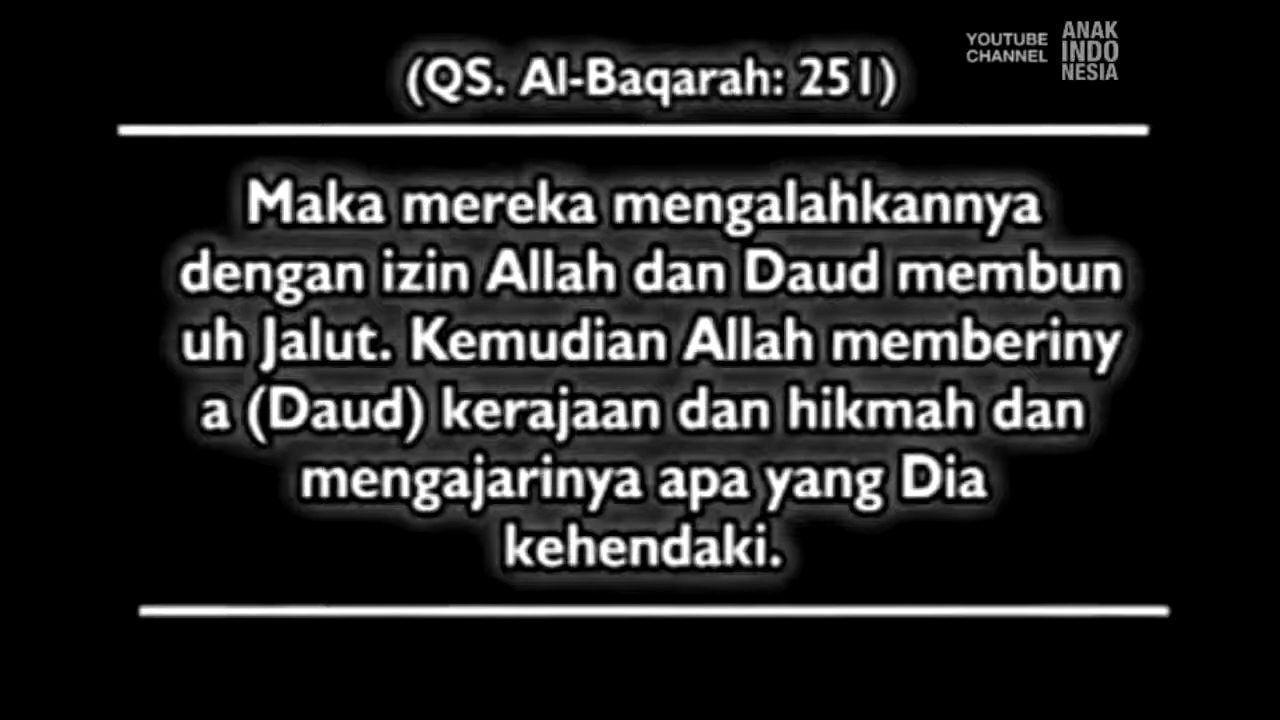 YOUTUBE CHANNEL ANAK INDO NESIA
(QS. Al-Baqarah: 251)
Maka mereka mengalahkannya
dengan izin Allah dan Daud membun
uh Jalut. Kemudian Allah memberiny
a (Daud) kerajaan dan hikmah dan
mengajarinya apa yang Dia
kehendaki.